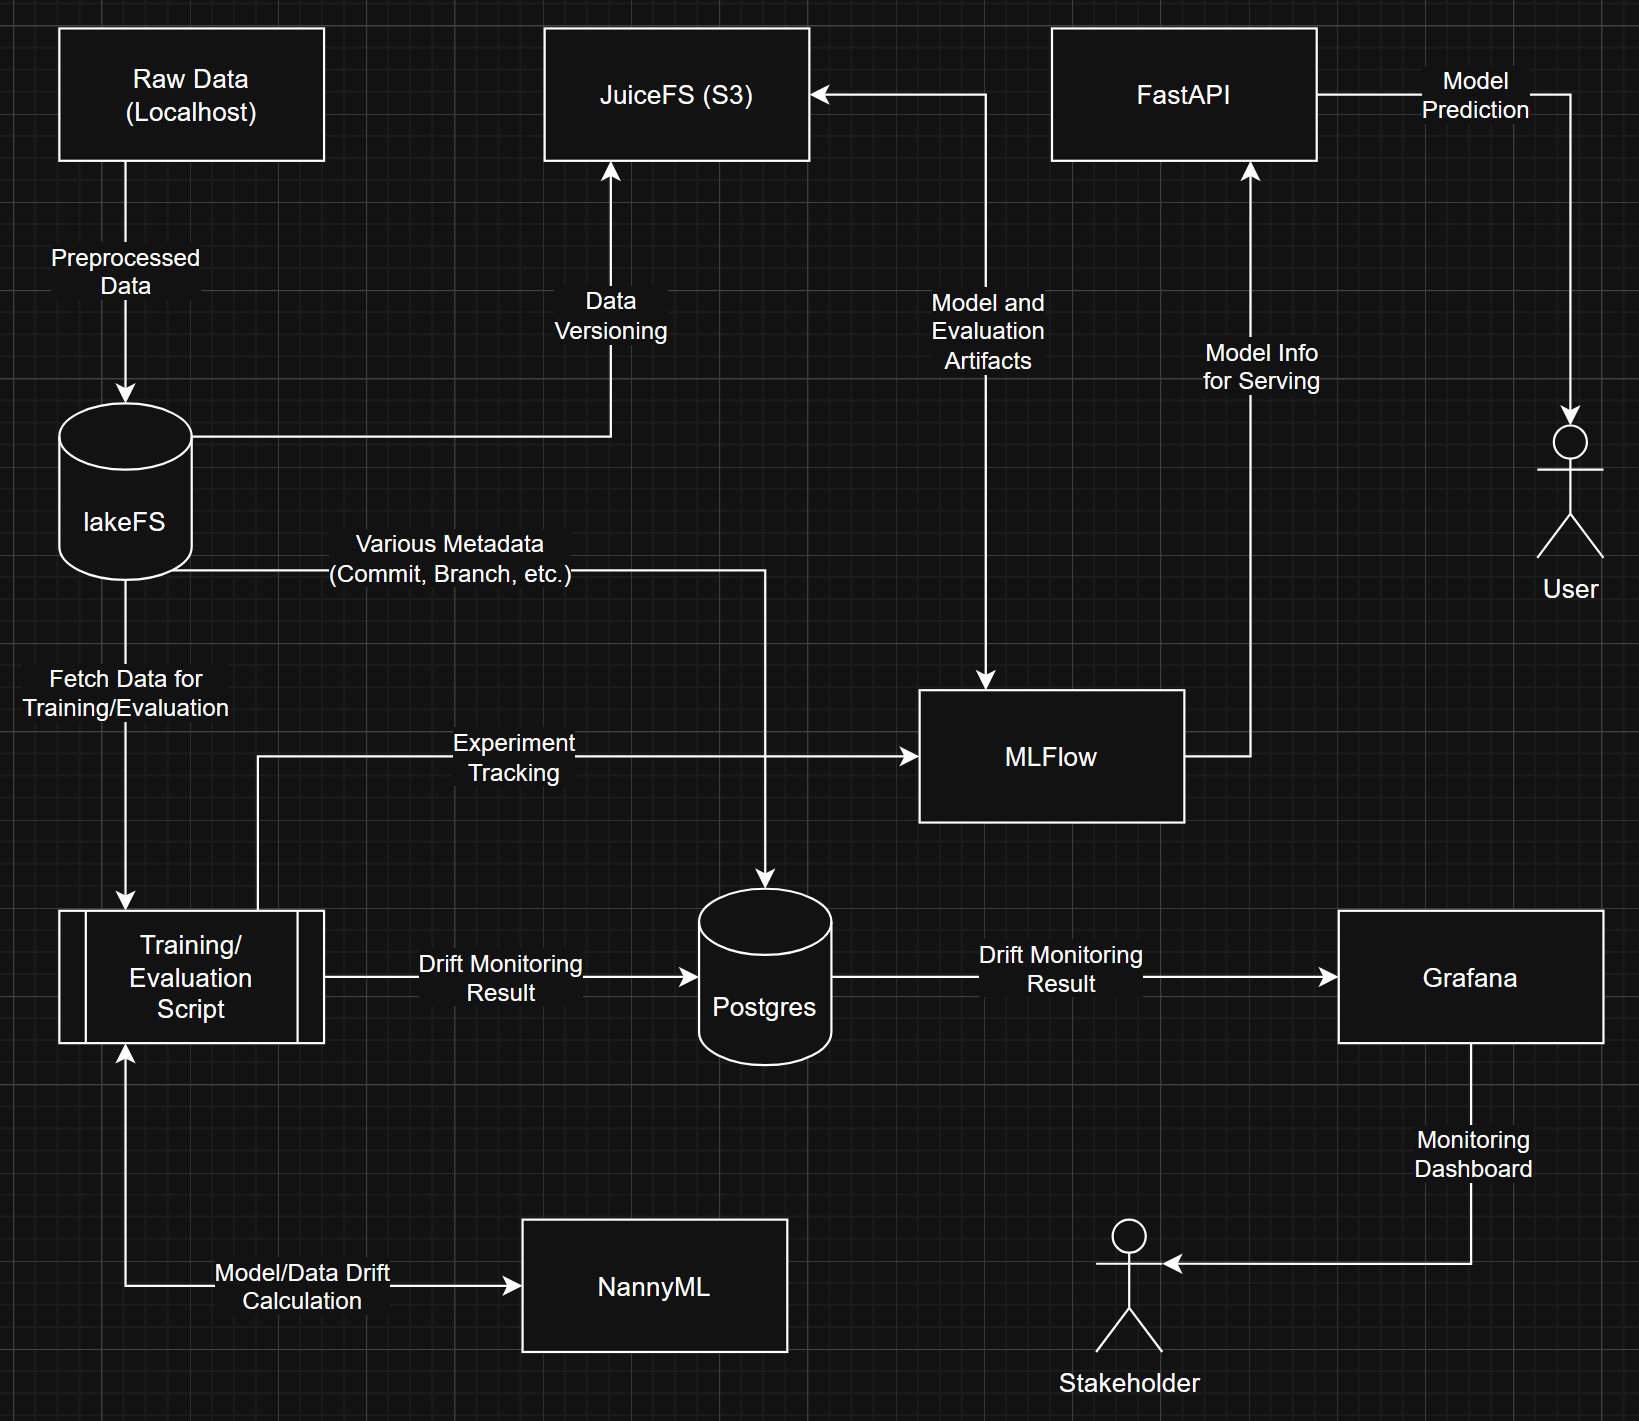 Raw Data
(Localhost)
JuiceFS (S3)
FastAPI
Model
Prediction
Preprocessed
Data
Data
Versioning
Model and
Evaluation
Artifacts
Model Info
for Serving
lakeFS
Various Metadata
(Commit, Branch, etc.)
User
Fetch Data for
Training/Evaluation
Experiment
Tracking
MLFlow
Training/
Evaluation
Script
Drift Monitoring
Result
Postgres
Drift Monitoring
Result
Grafana
Monitoring
Dashboard
Model/Data Drift
Calculation
NannyML
Stakeholder